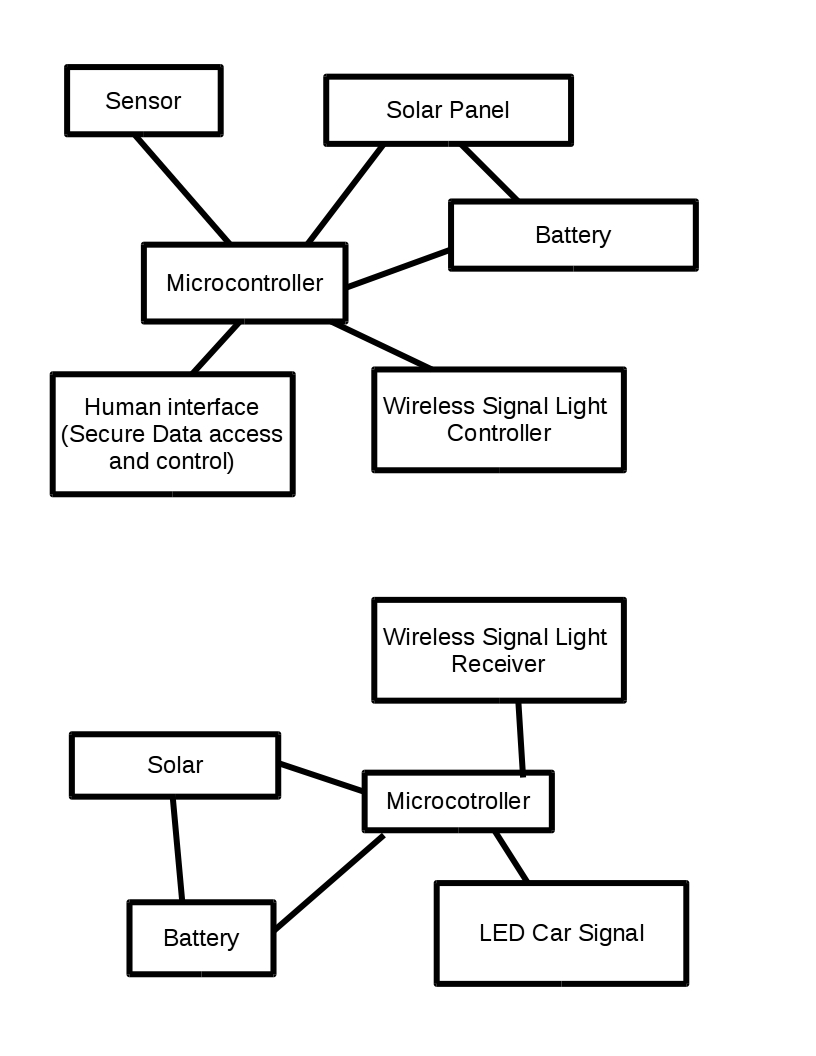 Sensor
Solar Panel
Battery
Microcontroller
Human interface
(Secure Data access
and control)
Wireless Signal Light
Controller
Wireless Signal Light
Receiver
Solar
Microcotroller
Battery
LED Car Signal